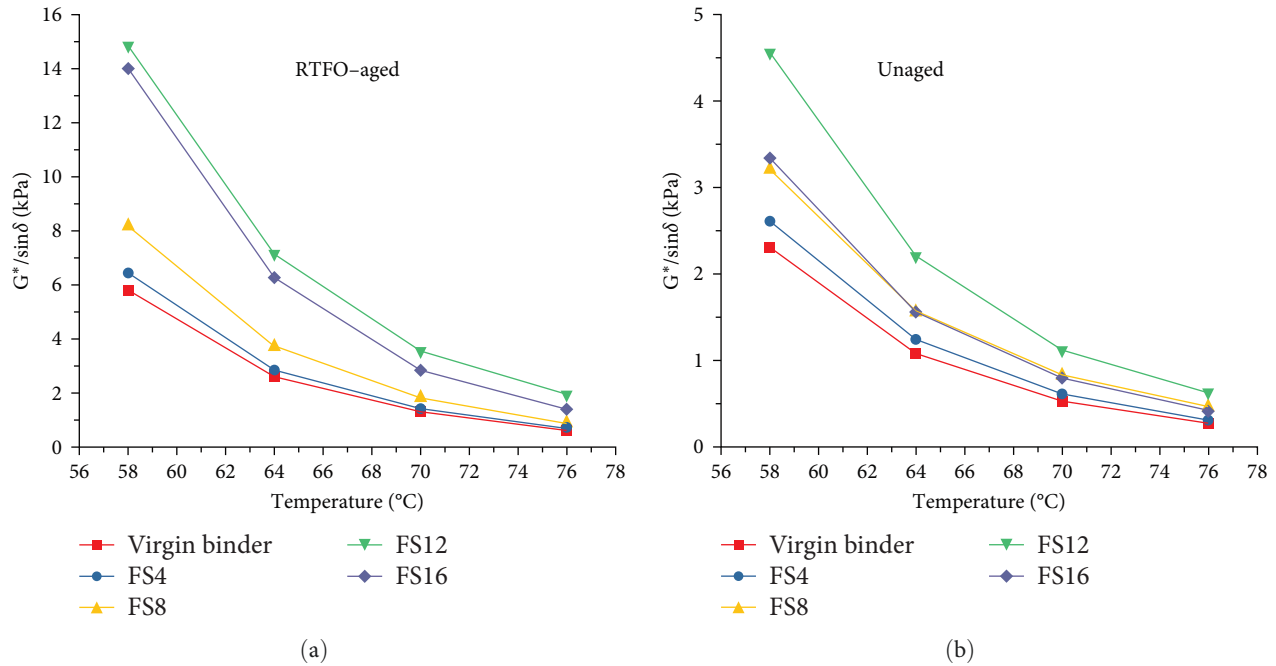 16
14
12
10
8
6
4
2
0
G*/sinδ (kPa)
RTFO–aged
56 58 60 62 64 66 68 70 72 74 76 78
Temperature (°C)
Virgin binder
FS4
FS8
FS12
FS16
(a)
5
4
3
2
1
0
G*/sinδ (kPa)
Unaged
56 58 60 62 64 66 68 70 72 74 76 78
Temperature (°C)
Virgin binder
FS4
FS8
FS12
FS16
(b)